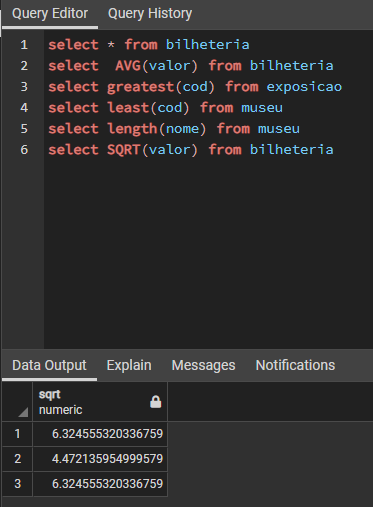 Query Editor Query History
1 select * from bilheteria
2 select  AVG(valor) from bilheteria
3 select greatest(cod) from exposicao
4 select least(cod) from museu
5 select length(nome) from museu
6 select SQRT(valor) from bilheteria
Data Output Explain Messages Notifications
sqrt
numeric
1 6.324555320336759
2 4.472135954999579
3 6.324555320336759